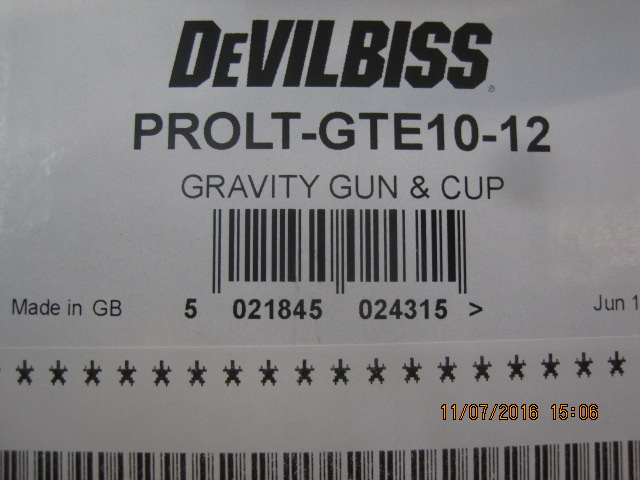 DEVILBISS®
PROLT-GTE10-12
GRAVITY GUN & CUP
Made in GB 5 021845 024315 > Jun 1
* * * * * * * * * * * * * * * * * *
11/07/2016 15:06